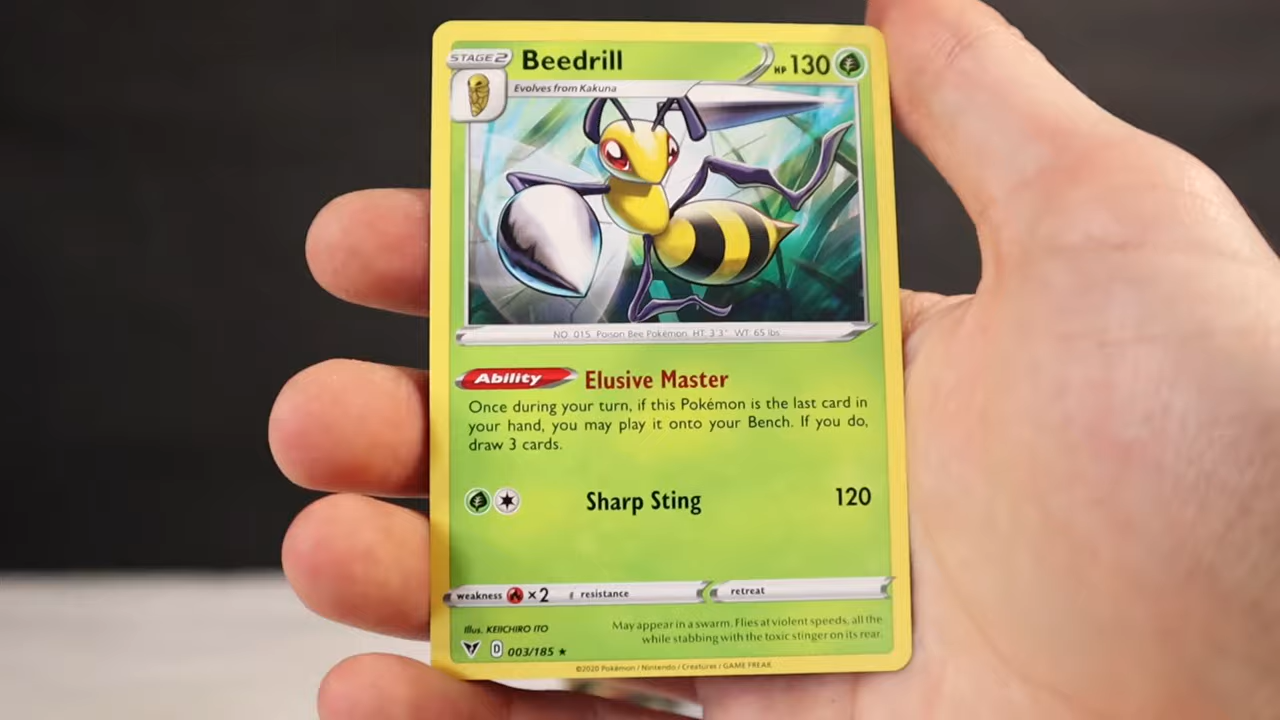 STAGE 2
Beedrill
HP 130
Evolves from Kakuna
NO. 015 Poison Bee Pokémon HT: 3'3" WT: 65 lbs
Ability Elusive Master
Once during your turn, if this Pokémon is the last card in
your hand, you may play it onto your Bench. If you do,
draw 3 cards.
Sharp Sting 120
weakness ×2 resistance retreat
Illus. KEIICHIRO ITO
May appear in a swarm. Flies at violent speeds, all the
while stabbing with the toxic stinger on its rear.
D 003/185 ★
©2020 Pokémon / Nintendo / Creatures / GAME FREAK